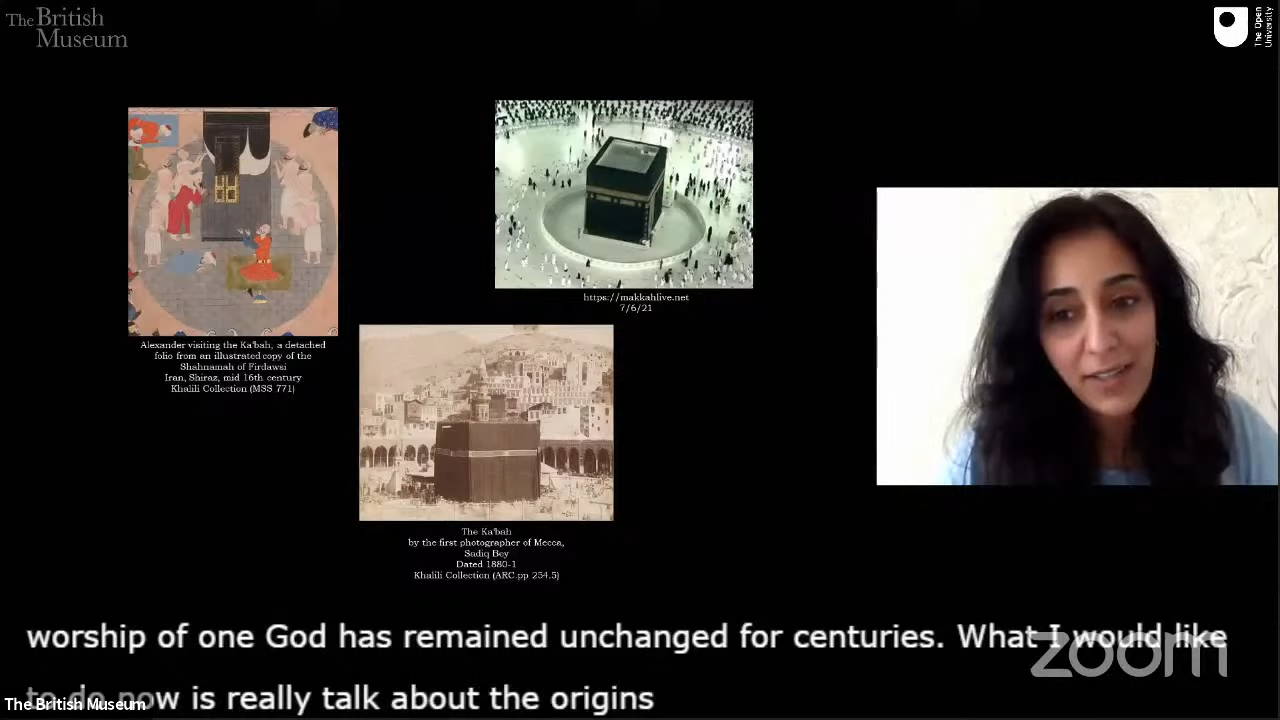 The British
Museum
The Open
University
https://makkahlive.net
7/6/21
Alexander visiting the Ka'bah, a detached
folio from an illustrated copy of the
Shahnamah of Firdawsi
Iran, Shiraz, mid 16th century
Khalili Collection (MSS 771)
The Ka'bah
by the first photographer of Mecca,
Sadiq Bey
Dated 1880-1
Khalili Collection (ARC.pp 254.5)
worship of one God has remained unchanged for centuries. What I would like
to do now is really talk about the origins
zoom
The British Museum